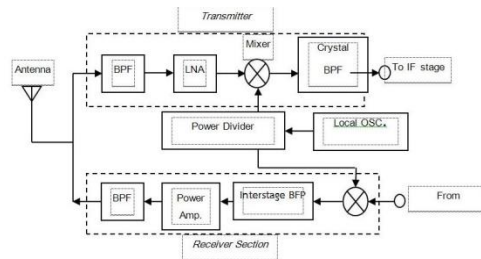 Transmitter
Mixer
Crystal
BPF
Antenna
BPF
LNA
To IF stage
Power Divider
Local OSC.
BPF
Power
Amp.
Interstage BFP
From
Receiver Section